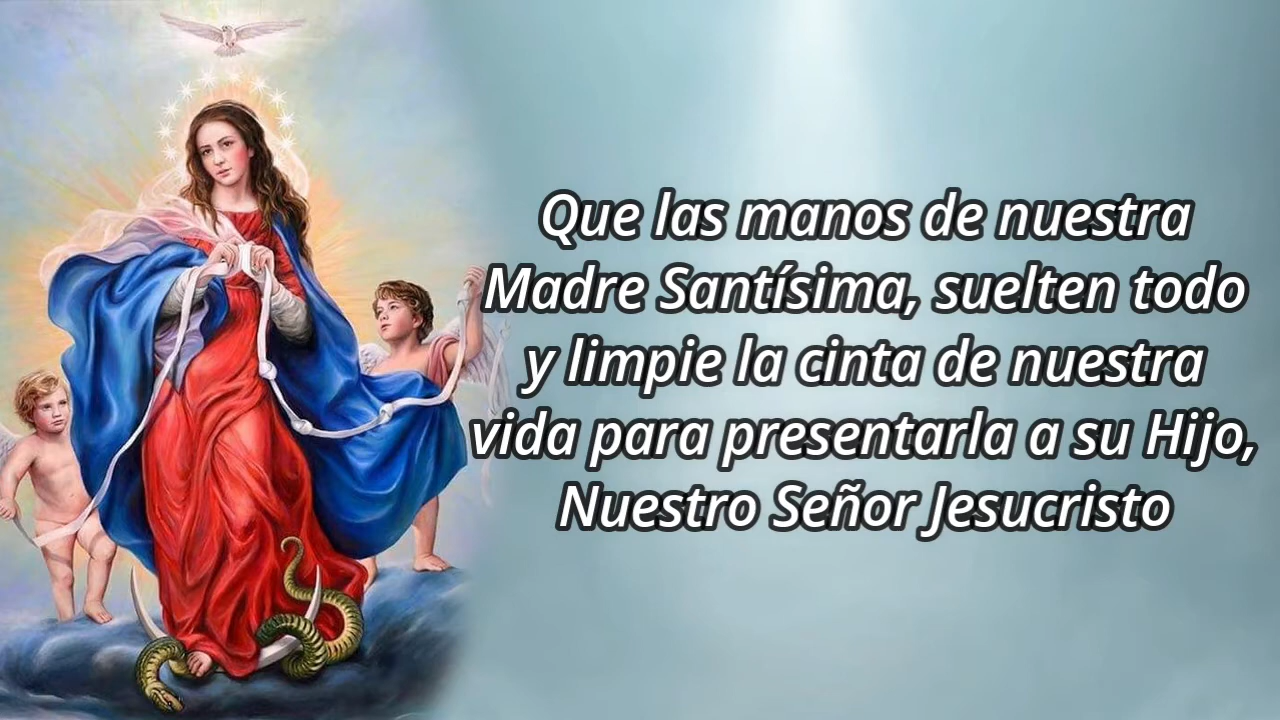 Que las manos de nuestra
Madre Santísima, suelten todo
y limpie la cinta de nuestra
vida para presentarla a su Hijo,
Nuestro Señor Jesucristo